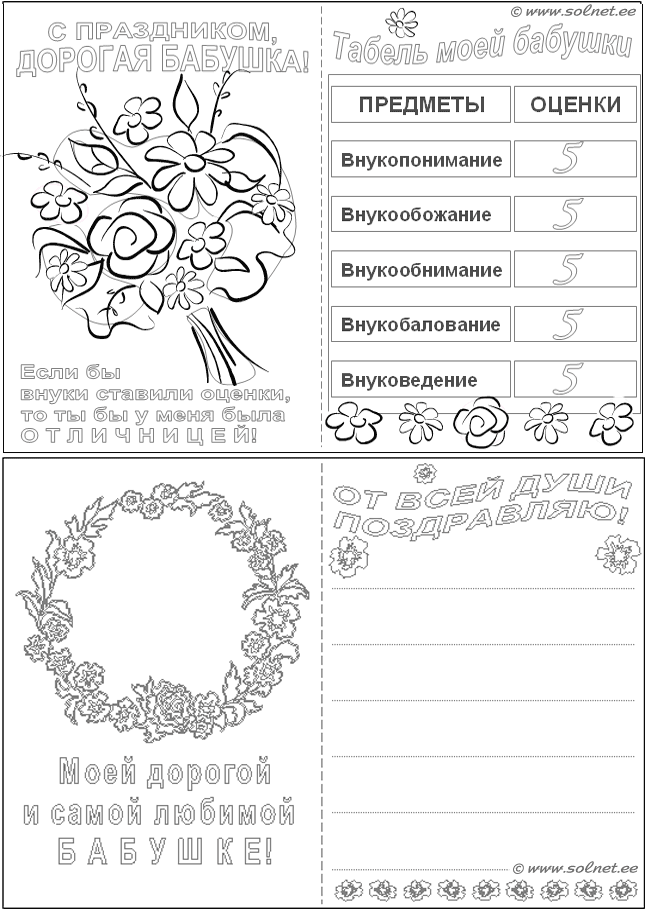 © www.solnet.ee
С ПРАЗДНИКОМ,
ДОРОГАЯ БАБУШКА!
Если бы
внуки ставили оценки,
то ты бы у меня была
ОТЛИЧНИЦЕЙ!
Табель моей бабушки
ПРЕДМЕТЫ ОЦЕНКИ
Внукопонимание 5
Внукообожание 5
Внукообнимание 5
Внукобалование 5
Внуковедение 5
Моей дорогой
и самой любимой
БАБУШКЕ!
ОТ ВСЕЙ ДУШИ
ПОЗДРАВЛЯЮ!
© www.solnet.ee